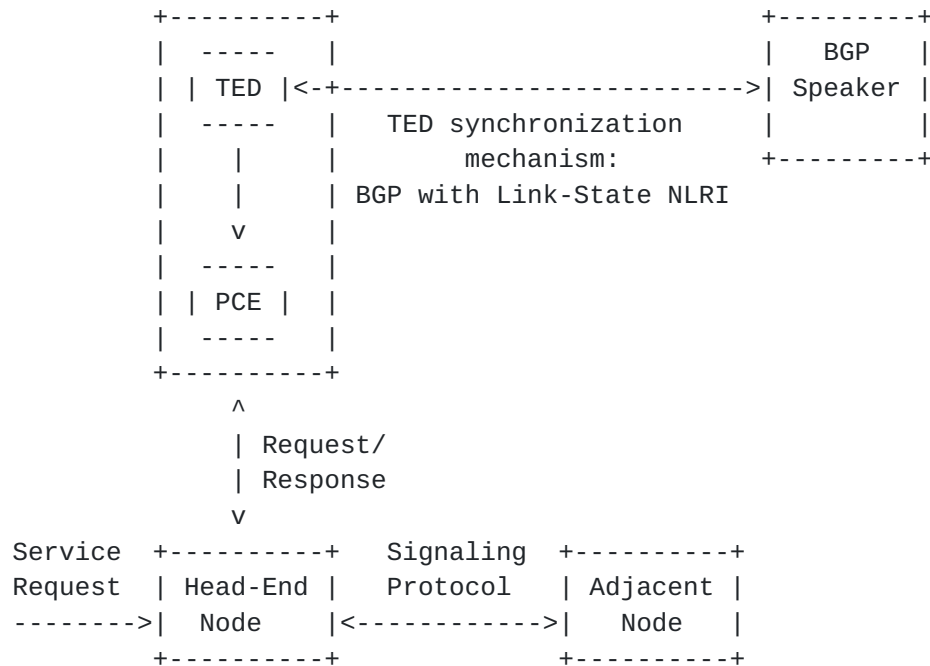 +----------+                           +---------+
|  -----   |                           |   BGP   |
| | TED |<-+-------------------------->| Speaker |
|  -----   |   TED synchronization     |         |
|    |     |        mechanism:         +---------+
|    |     | BGP with Link-State NLRI
|    v     |
|  -----   |
| | PCE |  |
|  -----   |
+----------+
^
| Request/
| Response
v
Service  +----------+   Signaling  +----------+
Request  | Head-End |   Protocol   | Adjacent |
-------->|  Node    |<------------>|   Node   |
+----------+              +----------+